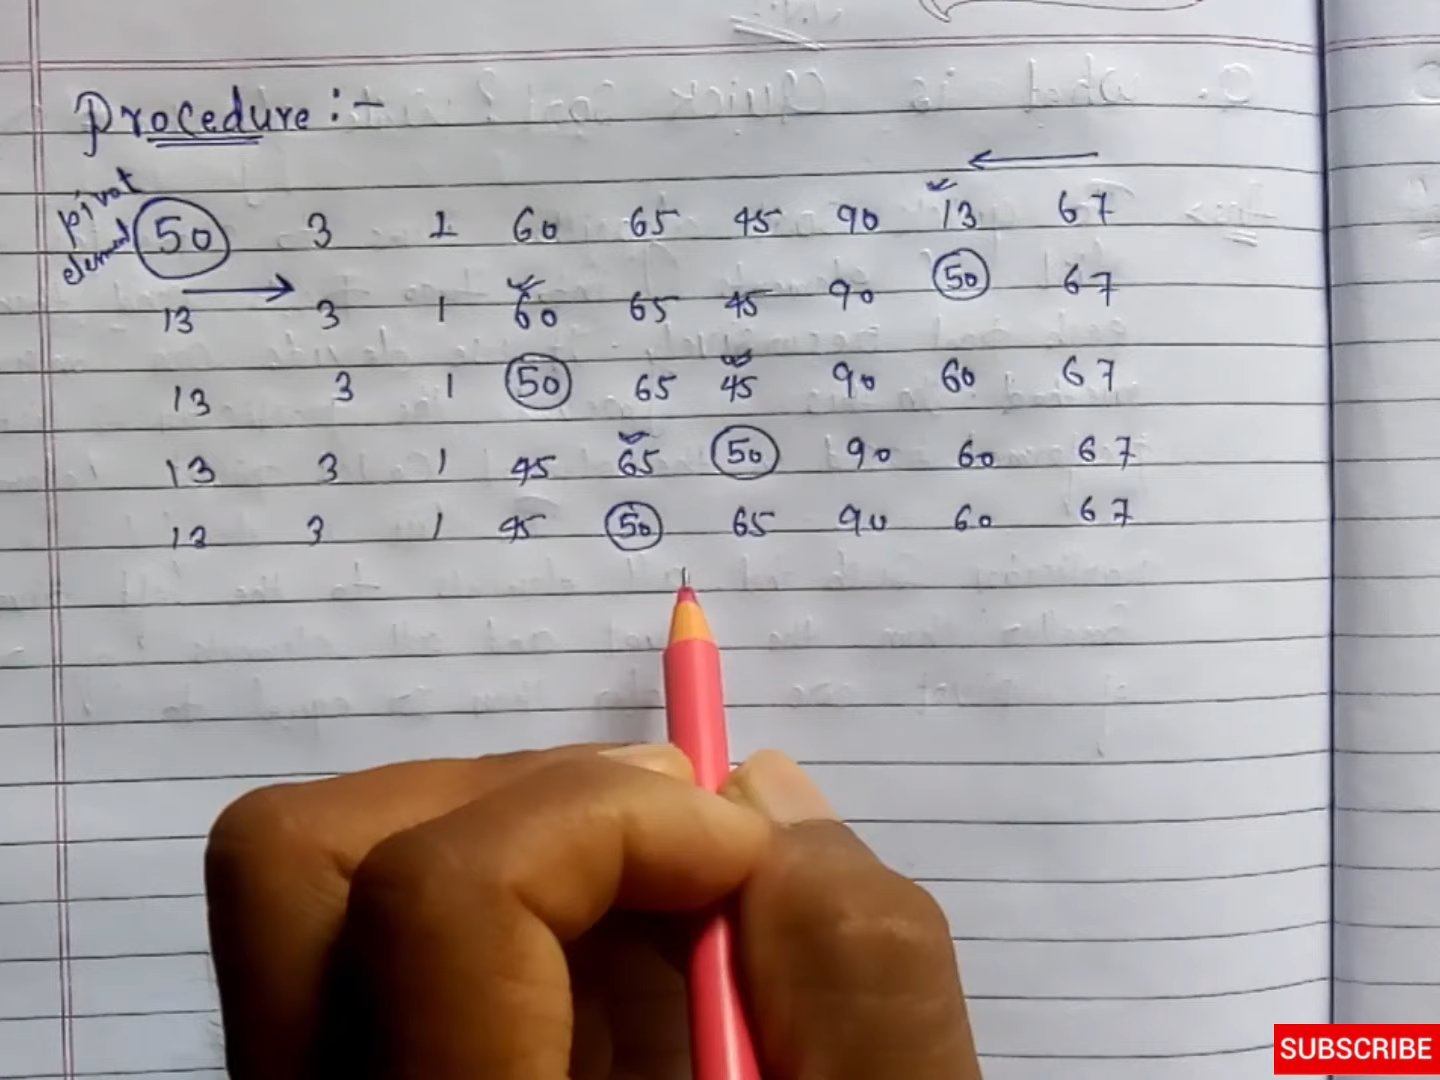 Procedure :-
pivot
element
50 3 1 60 65 45 90 13 67
13 3 1 60 65 45 90 50 67
13 3 1 50 65 45 90 60 67
13 3 1 45 65 50 90 60 67
13 3 1 45 50 65 90 60 67
SUBSCRIBE